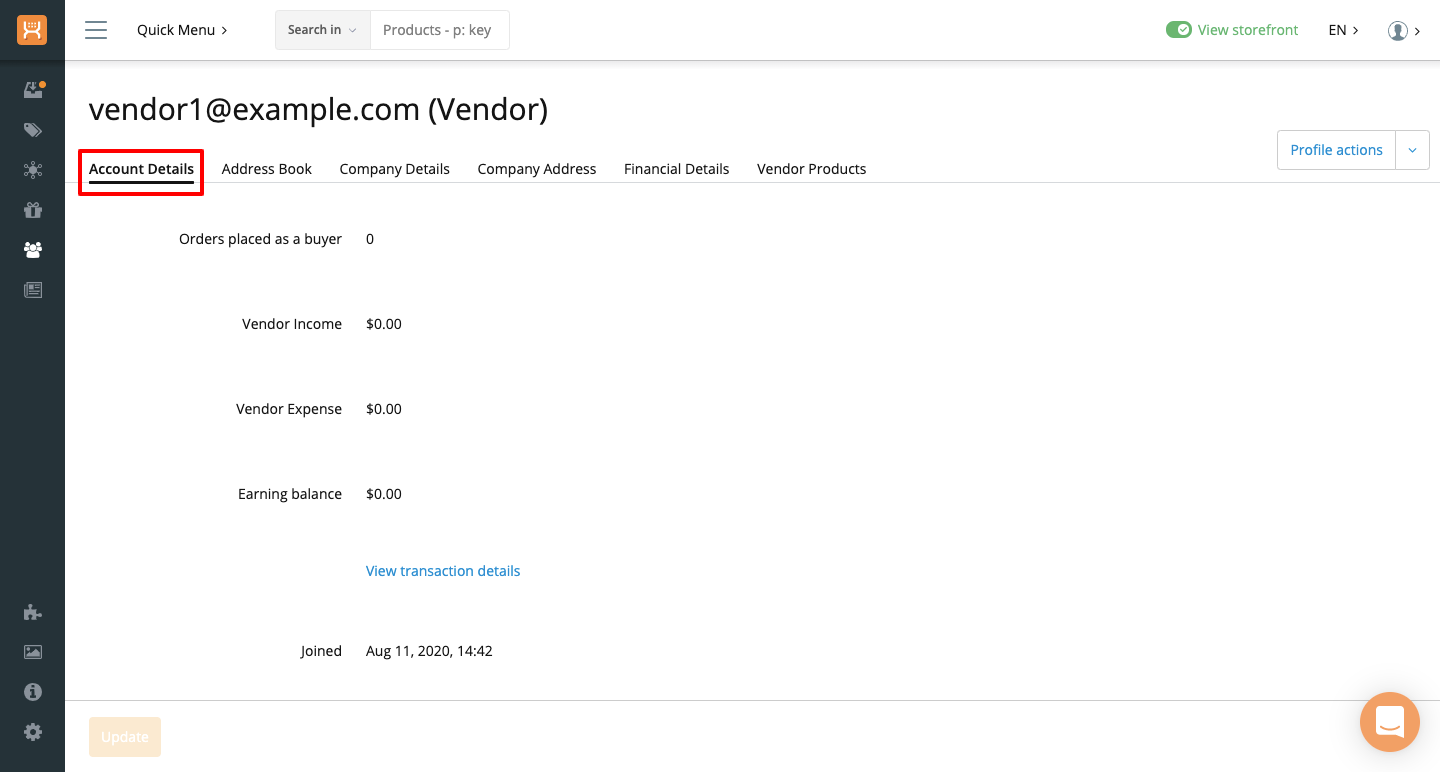 Quick Menu
Search in
Products - p: key
View storefront
EN
vendor1@example.com (Vendor)
Profile actions
Account Details
Address Book
Company Details
Company Address
Financial Details
Vendor Products
Orders placed as a buyer 0
Vendor Income $0.00
Vendor Expense $0.00
Earning balance $0.00
View transaction details
Joined Aug 11, 2020, 14:42
Update